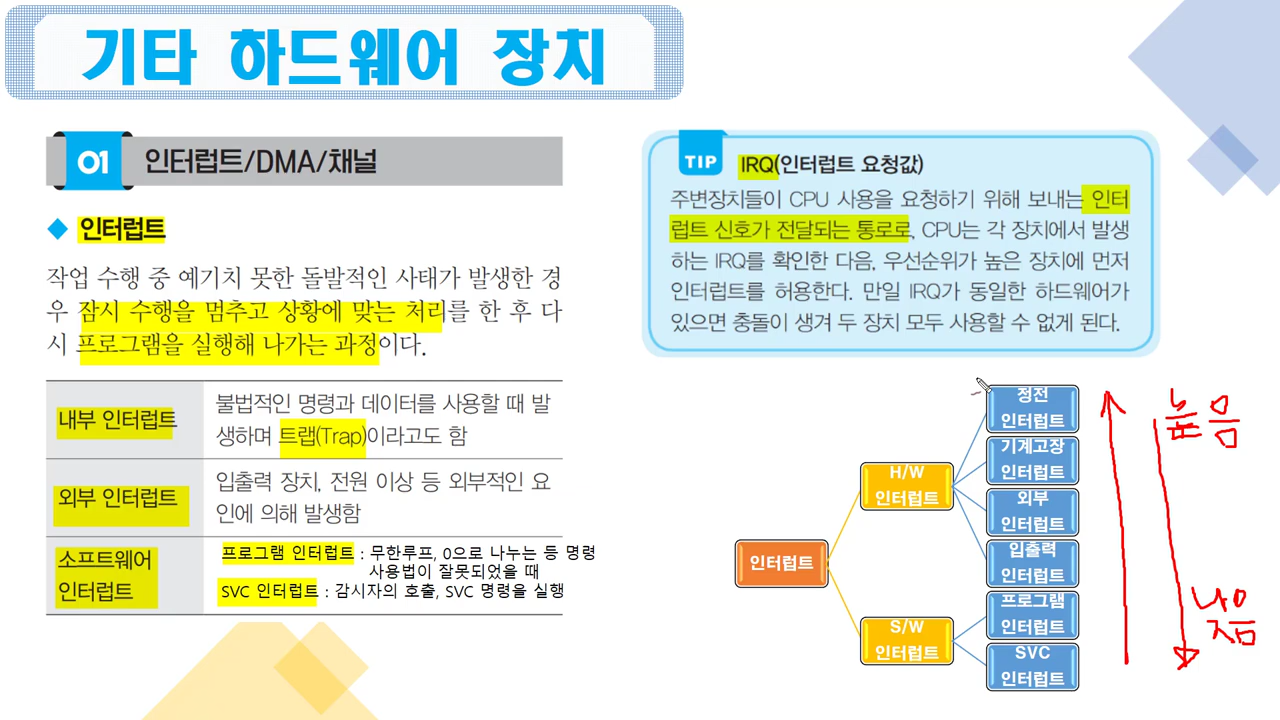 기타 하드웨어 장치
01 인터럽트/DMA/채널
◆ 인터럽트
작업 수행 중 예기치 못한 돌발적인 사태가 발생한 경
우 잠시 수행을 멈추고 상황에 맞는 처리를 한 후 다
시 프로그램을 실행해 나가는 과정이다.
내부 인터럽트
불법적인 명령과 데이터를 사용할 때 발
생하며 트랩(Trap)이라고도 함
외부 인터럽트
입출력 장치, 전원 이상 등 외부적인 요
인에 의해 발생함
소프트웨어
인터럽트
프로그램 인터럽트 : 무한루프, 0으로 나누는 등 명령
사용법이 잘못되었을 때
SVC 인터럽트 : 감시자의 호출, SVC 명령을 실행
TIP
IRQ(인터럽트 요청값)
주변장치들이 CPU 사용을 요청하기 위해 보내는 인터
럽트 신호가 전달되는 통로로, CPU는 각 장치에서 발생
하는 IRQ를 확인한 다음, 우선순위가 높은 장치에 먼저
인터럽트를 허용한다. 만일 IRQ가 동일한 하드웨어가
있으면 충돌이 생겨 두 장치 모두 사용할 수 없게 된다.
인터럽트
H/W
인터럽트
정전
인터럽트
기계고장
인터럽트
외부
인터럽트
입출력
인터럽트
S/W
인터럽트
프로그램
인터럽트
SVC
인터럽트
높음
낮음